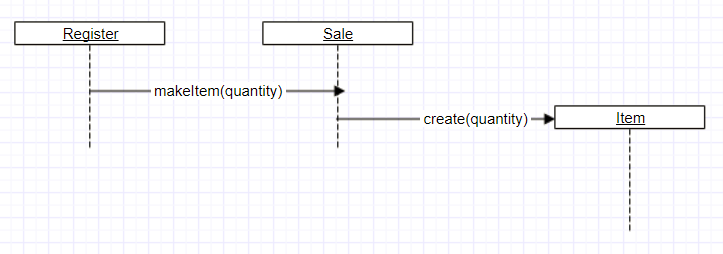 Register
Sale
makeItem(quantity)
create(quantity)
Item